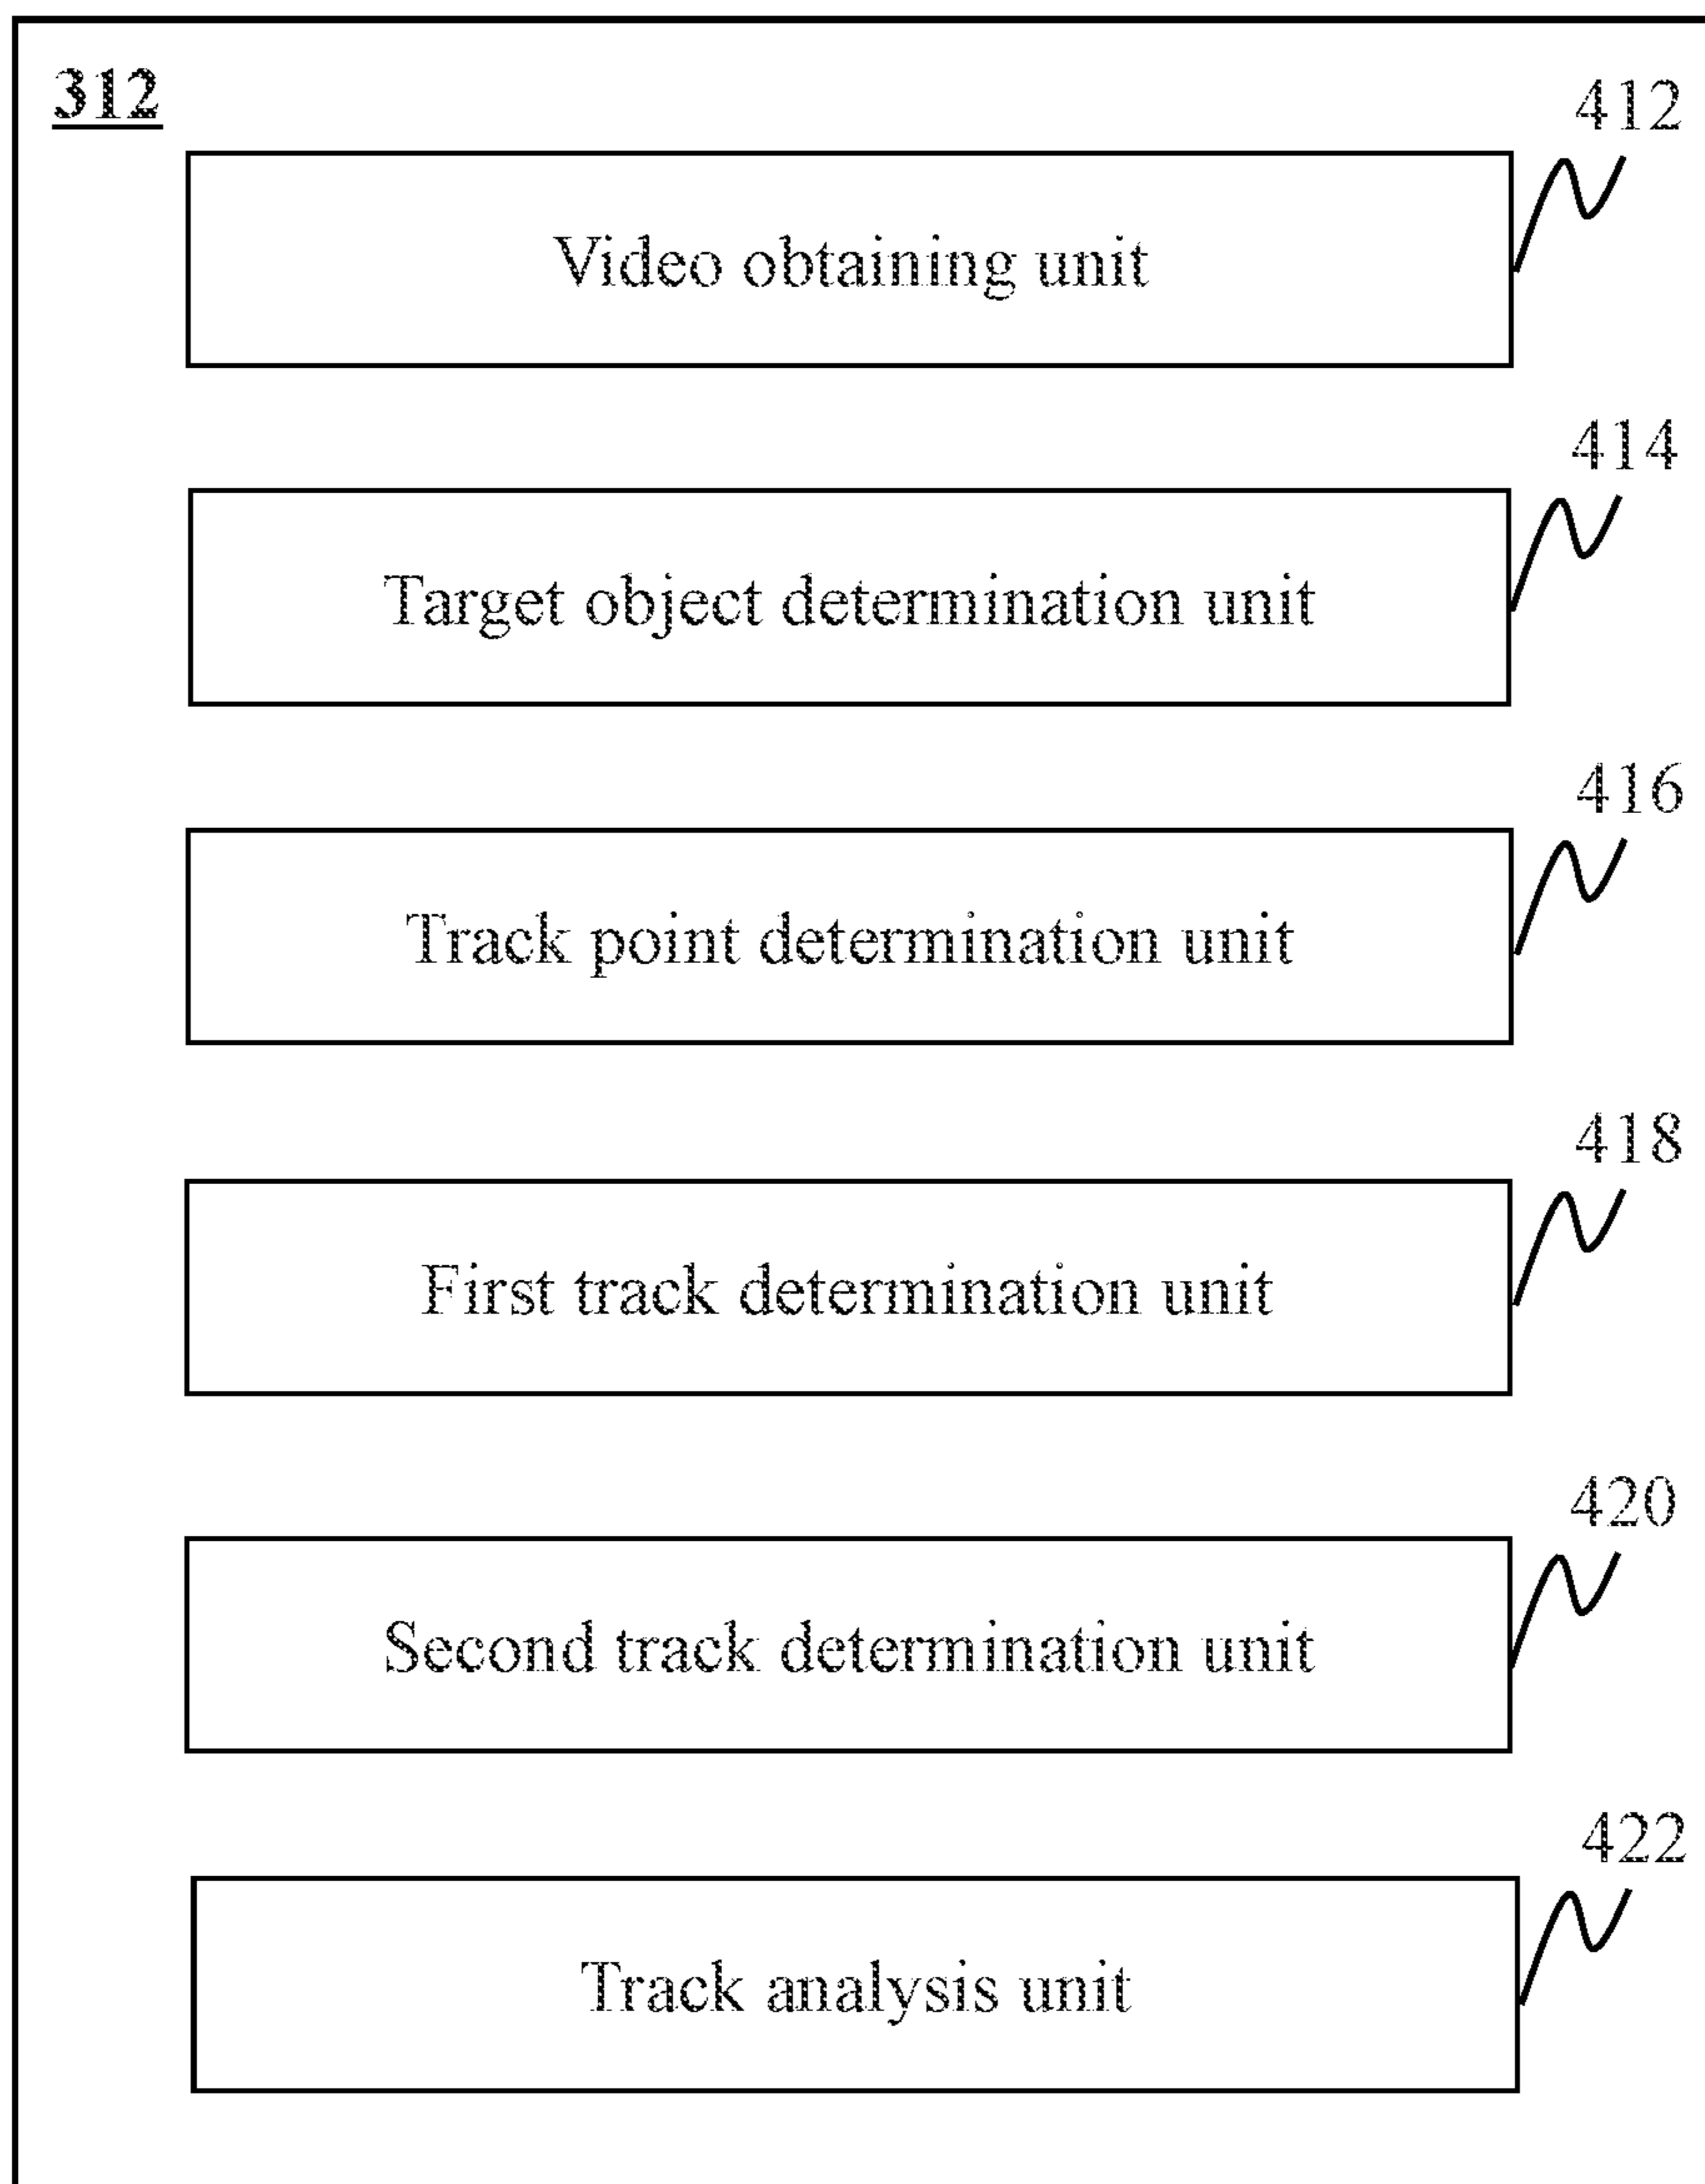 312
412
Video obtaining unit
414
Target object determination unit
416
Track point determination unit
418
First track determination unit
420
Second track determination unit
422
Track analysis unit